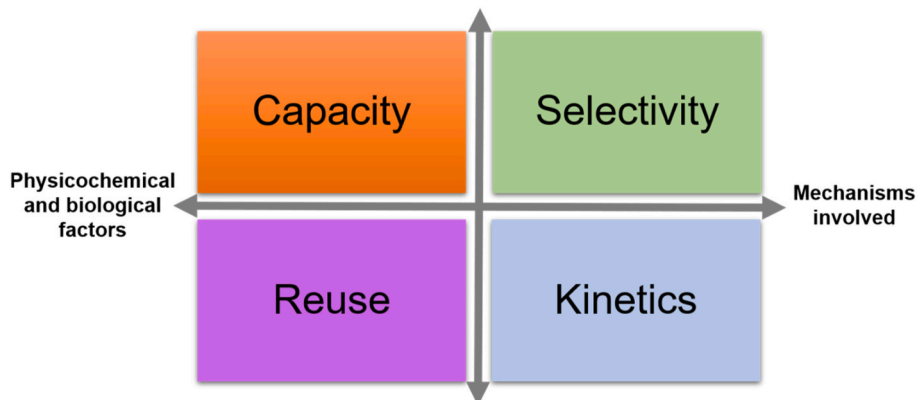 Capacity
Selectivity
Physicochemical
and biological
factors
Mechanisms
involved
Reuse
Kinetics